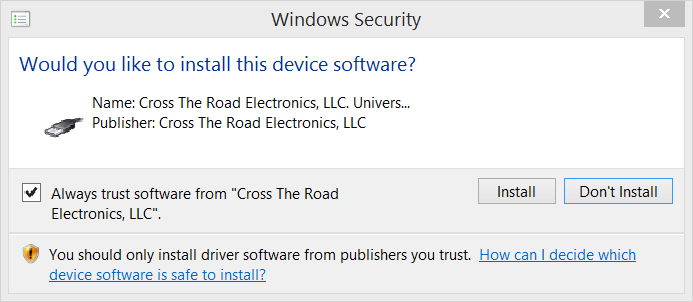 Windows Security
Would you like to install this device software?
Name: Cross The Road Electronics, LLC. Univers...
Publisher: Cross The Road Electronics, LLC
Always trust software from "Cross The Road
Electronics, LLC".
Install
Don't Install
You should only install driver software from publishers you trust. How can I decide which
device software is safe to install?